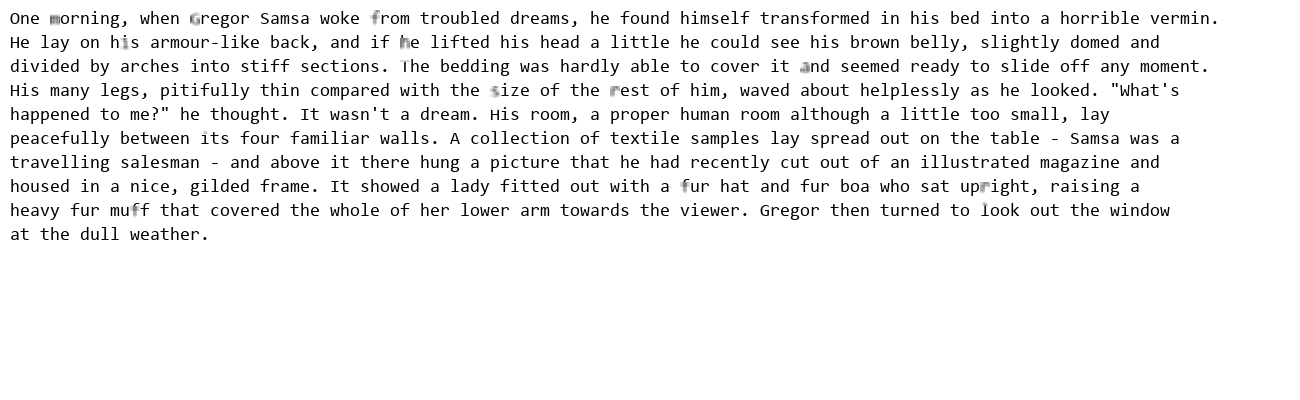 One morning, when Gregor Samsa woke from troubled dreams, he found himself transformed in his bed into a horrible vermin.
He lay on his armour-like back, and if he lifted his head a little he could see his brown belly, slightly domed and
divided by arches into stiff sections. The bedding was hardly able to cover it and seemed ready to slide off any moment.
His many legs, pitifully thin compared with the size of the rest of him, waved about helplessly as he looked. "What's
happened to me?" he thought. It wasn't a dream. His room, a proper human room although a little too small, lay
peacefully between its four familiar walls. A collection of textile samples lay spread out on the table - Samsa was a
travelling salesman - and above it there hung a picture that he had recently cut out of an illustrated magazine and
housed in a nice, gilded frame. It showed a lady fitted out with a fur hat and fur boa who sat upright, raising a
heavy fur muff that covered the whole of her lower arm towards the viewer. Gregor then turned to look out the window
at the dull weather.